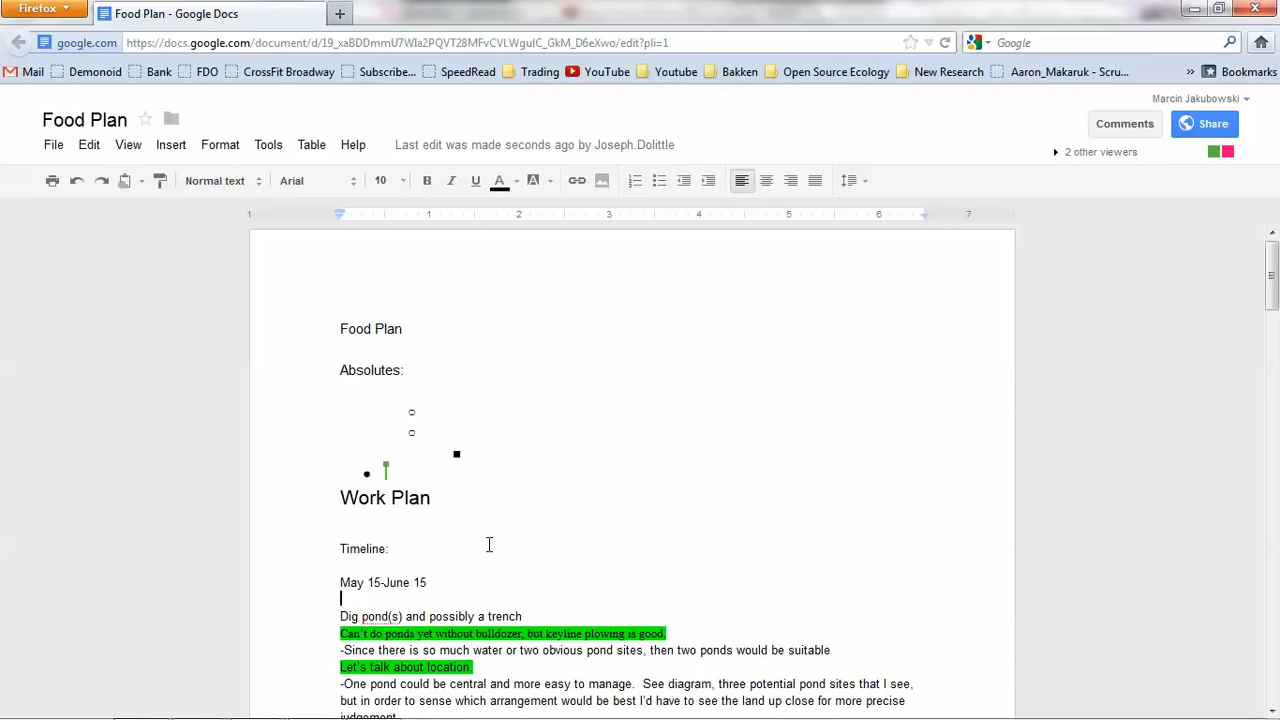 Firefox
Food Plan - Google Docs
google.com
https://docs.google.com/document/d/19_xaBDDmmU7WIa2PQVT28MFvCVLWguIC_GkM_D6eXwo/edit?pli=1
Google
Mail Demonoid Bank FDO CrossFit Broadway Subscribe... SpeedRead Trading YouTube Youtube Bakken Open Source Ecology New Research Aaron_Makaruk - Scru... » Bookmarks
Marcin Jakubowski
Food Plan
Comments Share
File Edit View Insert Format Tools Table Help Last edit was made seconds ago by Joseph.Dolittle
2 other viewers
Normal text Arial 10 B I U A A
1 1 2 3 4 5 6 7
Food Plan
Absolutes:
Work Plan
Timeline:
May 15-June 15
Dig pond(s) and possibly a trench
Can't do ponds yet without bulldozer, but keyline plowing is good.
-Since there is so much water or two obvious pond sites, then two ponds would be suitable
Let's talk about location.
-One pond could be central and more easy to manage. See diagram, three potential pond sites that I see,
but in order to sense which arrangement would be best I'd have to see the land up close for more precise
judgement.